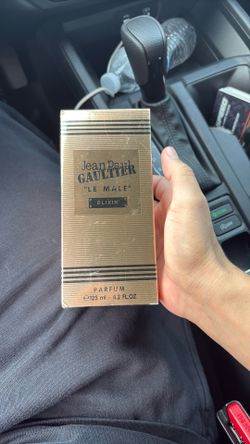 Jean Paul
GAULTIER
"LE MALE"
ELIXIR
PARFUM
℮125 ml - 4.2 FL.OZ